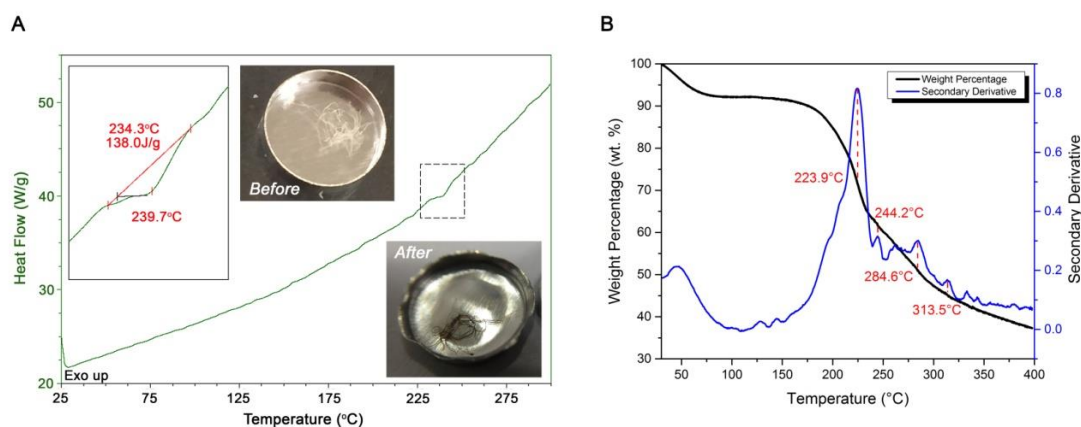 A
Heat Flow (W/g)
50
40
30
20
234.3°C
138.0J/g
239.7°C
Before
After
Exo up
25
75
125
175
225
275
Temperature (°C)
B
Weight Percentage (wt. %)
100
90
80
70
60
50
40
30
Weight Percentage
Secondary Derivative
223.9°C
244.2°C
284.6°C
313.5°C
0.8
0.6
0.4
0.2
0.0
Secondary Derivative
50
100
150
200
250
300
350
400
Temperature (°C)